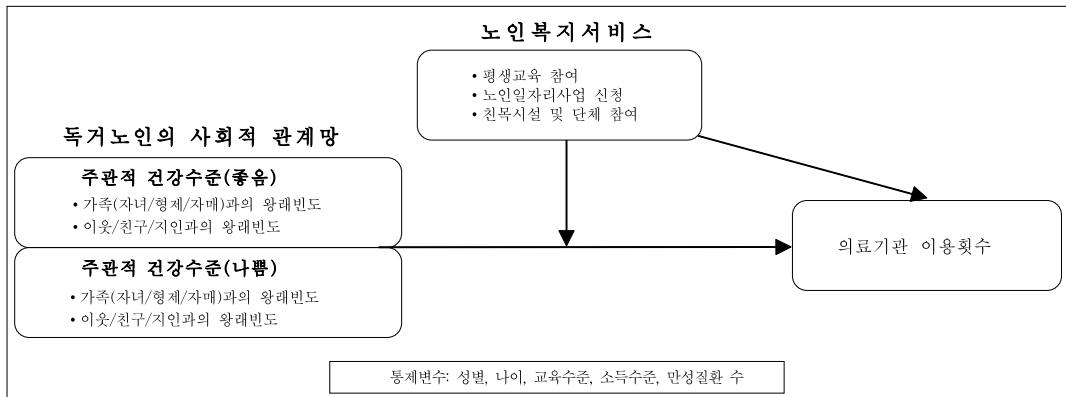 노인복지서비스
• 평생교육 참여
• 노인일자리사업 신청
• 친목시설 및 단체 참여
독거노인의 사회적 관계망
주관적 건강수준(좋음)
• 가족(자녀/형제/자매)과의 왕래빈도
• 이웃/친구/지인과의 왕래빈도
주관적 건강수준(나쁨)
• 가족(자녀/형제/자매)과의 왕래빈도
• 이웃/친구/지인과의 왕래빈도
의료기관 이용횟수
통제변수: 성별, 나이, 교육수준, 소득수준, 만성질환 수